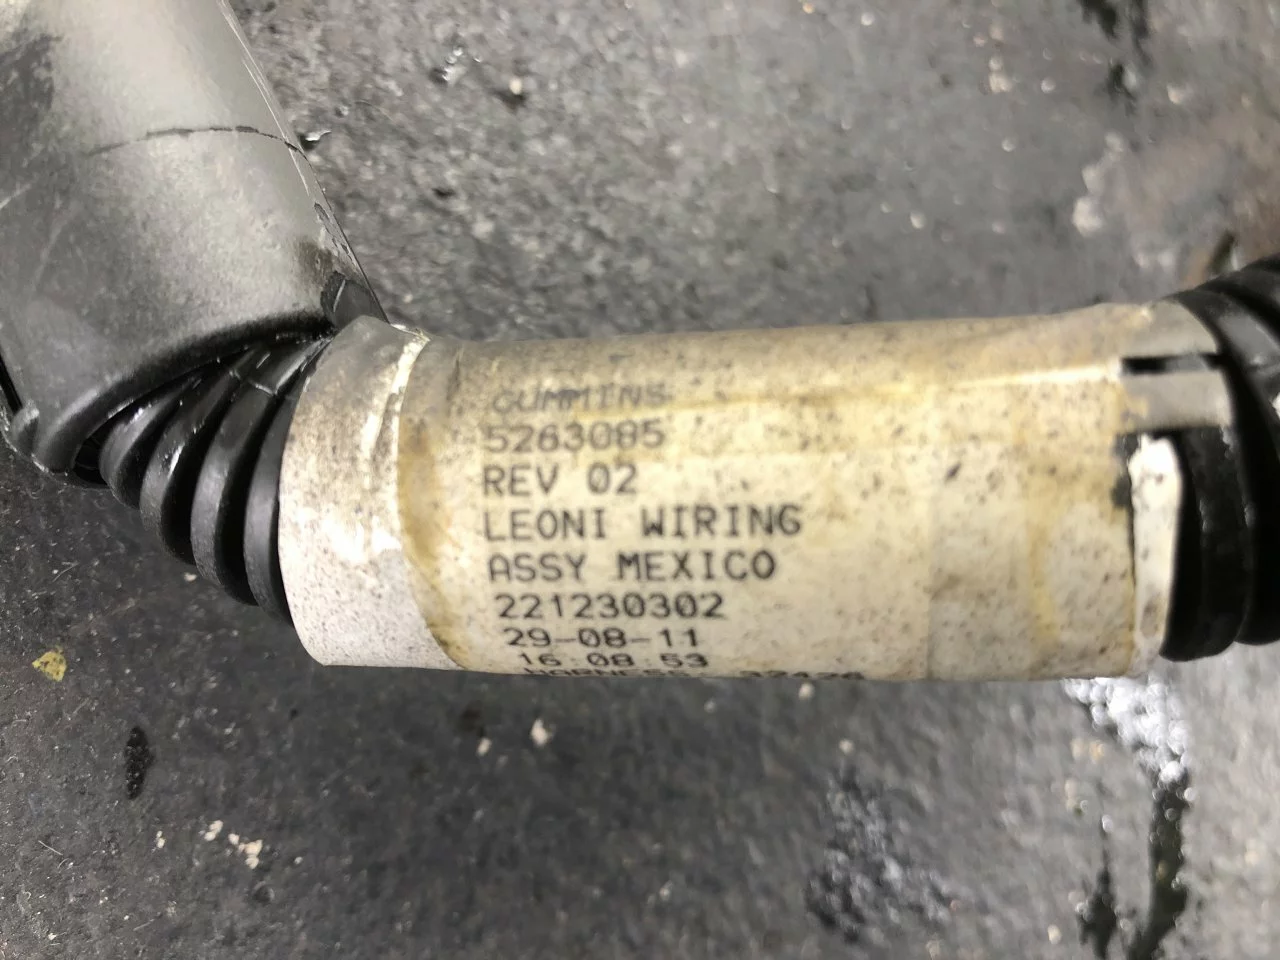 CUMMINS
5263085
REV 02
LEONI WIRING
ASSY MEXICO
221230302
29-08-11
16:08:53